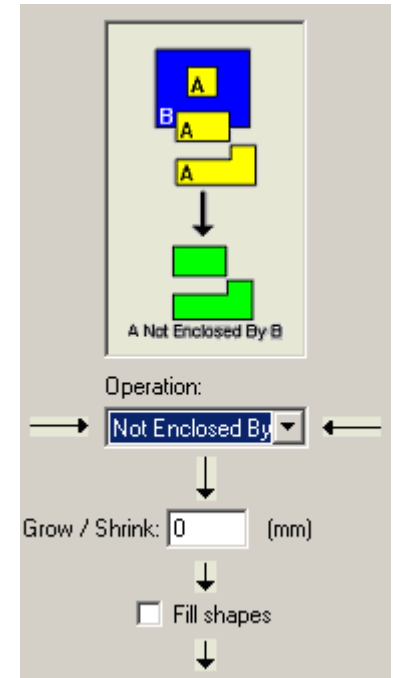 A
B
A
A
A Not Enclosed By B
Operation:
Not Enclosed By
Grow / Shrink: 0 (mm)
Fill shapes